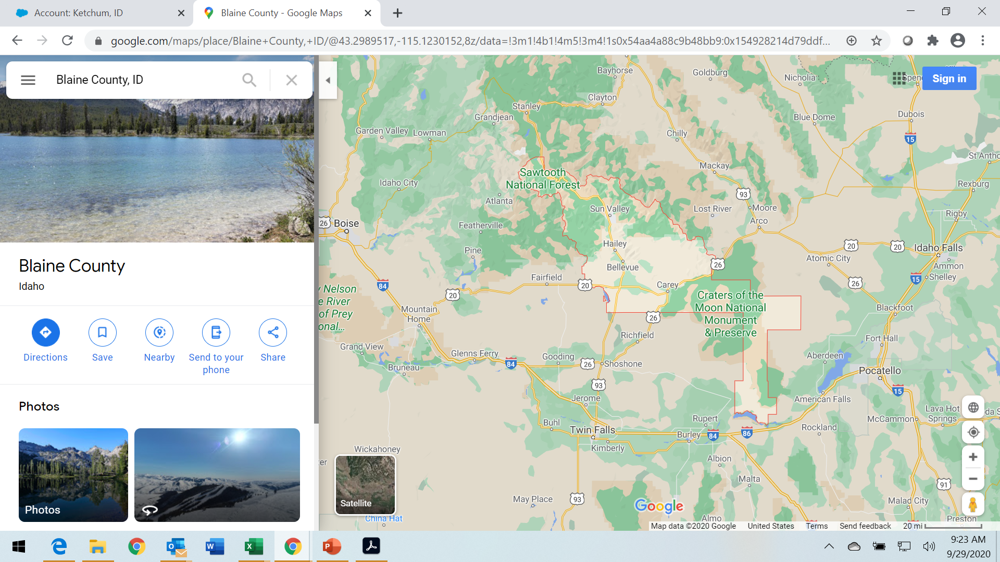 Account: Ketchum, ID
Blaine County - Google Maps
google.com/maps/place/Blaine+County,+ID/@43.2989517,-115.1230152,8z/data=!3m1!4b1!4m5!3m4!1s0x54aa4a88c9b48bb9:0x154928214d79ddf...
Blaine County, ID
Blaine County
Idaho
Directions
Save
Nearby
Send to your
phone
Share
Photos
Photos
Sign in
Bayhorse
Goldburg
Nicholia
Spen
Clayton
Stanley
Grandjean
Blue Dome
Dubois
Garden Valley
Lowman
Chilly
15
St Antho
Sawtooth
National Forest
Mackay
Idaho City
Rexburg
93
Atlanta
Sun Valley
Lost River
Moore
Rigby
26
Boise
Featherville
Arco
Hailey
20
20
Idaho Falls
Pine
Atomic City
Bellevue
26
Ammon
Fairfield
84
20
Carey
26
15
Shelley
Nelson
e River
of Prey
onal...
20
Craters of the
Moon National
Monument
& Preserve
Mountain
Home
26
Blackfoot
Richfield
Fort Hall
Grand View
Glenns Ferry
84
Gooding
26
Shoshone
Aberdeen
Bruneau
Pocatello
93
15
Jerome
American Falls
Lava Hot
Springs
da S
Buhl
Rupert
McCammon
Twin Falls
Burley
84
86
Rockland
Kimberly
Wickahoney
Albion
ter
Malta
91
May Place
93
Malad City
Satellite
China Hat
Almo
Preston
Google
Map data ©2020 Google
United States
Terms
Send feedback
20 mi
9:23 AM
9/29/2020